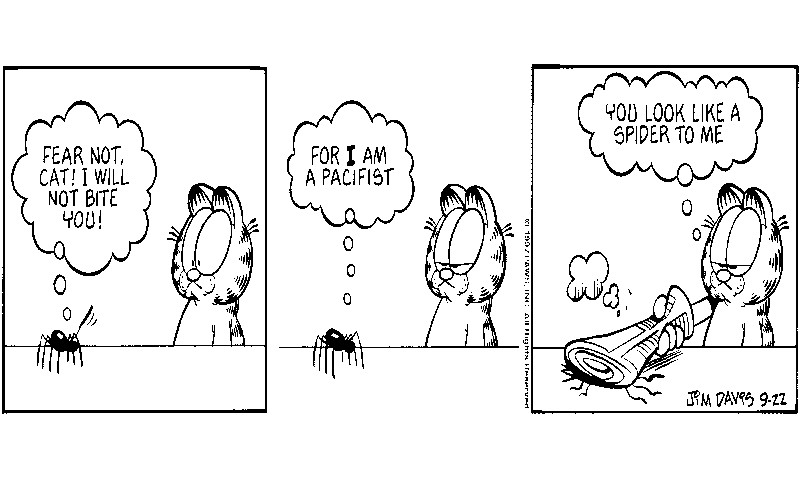 FEAR NOT,
CAT! I WILL
NOT BITE
YOU!
FOR I AM
A PACIFIST
YOU LOOK LIKE A
SPIDER TO ME
JIM DAVIS 9-22